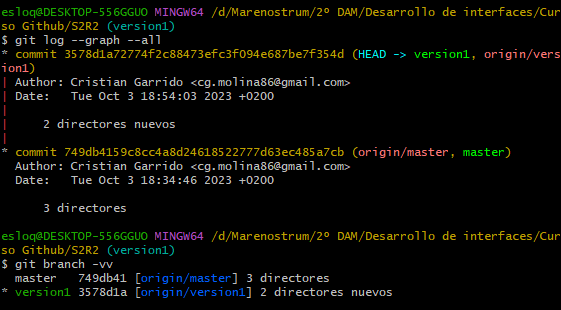 esloq@DESKTOP-556GGUO MINGW64 /d/Marenostrum/2º DAM/Desarrollo de interfaces/Cur
so Github/S2R2 (version1)
$ git log --graph --all
* commit 3578d1a72774f2c88473efc3f094e687be7f354d (HEAD -> version1, origin/vers
ion1)
| Author: Cristian Garrido <cg.molina86@gmail.com>
| Date:   Tue Oct 3 18:54:03 2023 +0200
|
|     2 directores nuevos
|
* commit 749db4159c8cc4a8d24618522777d63ec485a7cb (origin/master, master)
  Author: Cristian Garrido <cg.molina86@gmail.com>
  Date:   Tue Oct 3 18:34:46 2023 +0200
      3 directores
esloq@DESKTOP-556GGUO MINGW64 /d/Marenostrum/2º DAM/Desarrollo de interfaces/Cur
so Github/S2R2 (version1)
$ git branch -vv
  master   749db41 [origin/master] 3 directores
* version1 3578d1a [origin/version1] 2 directores nuevos